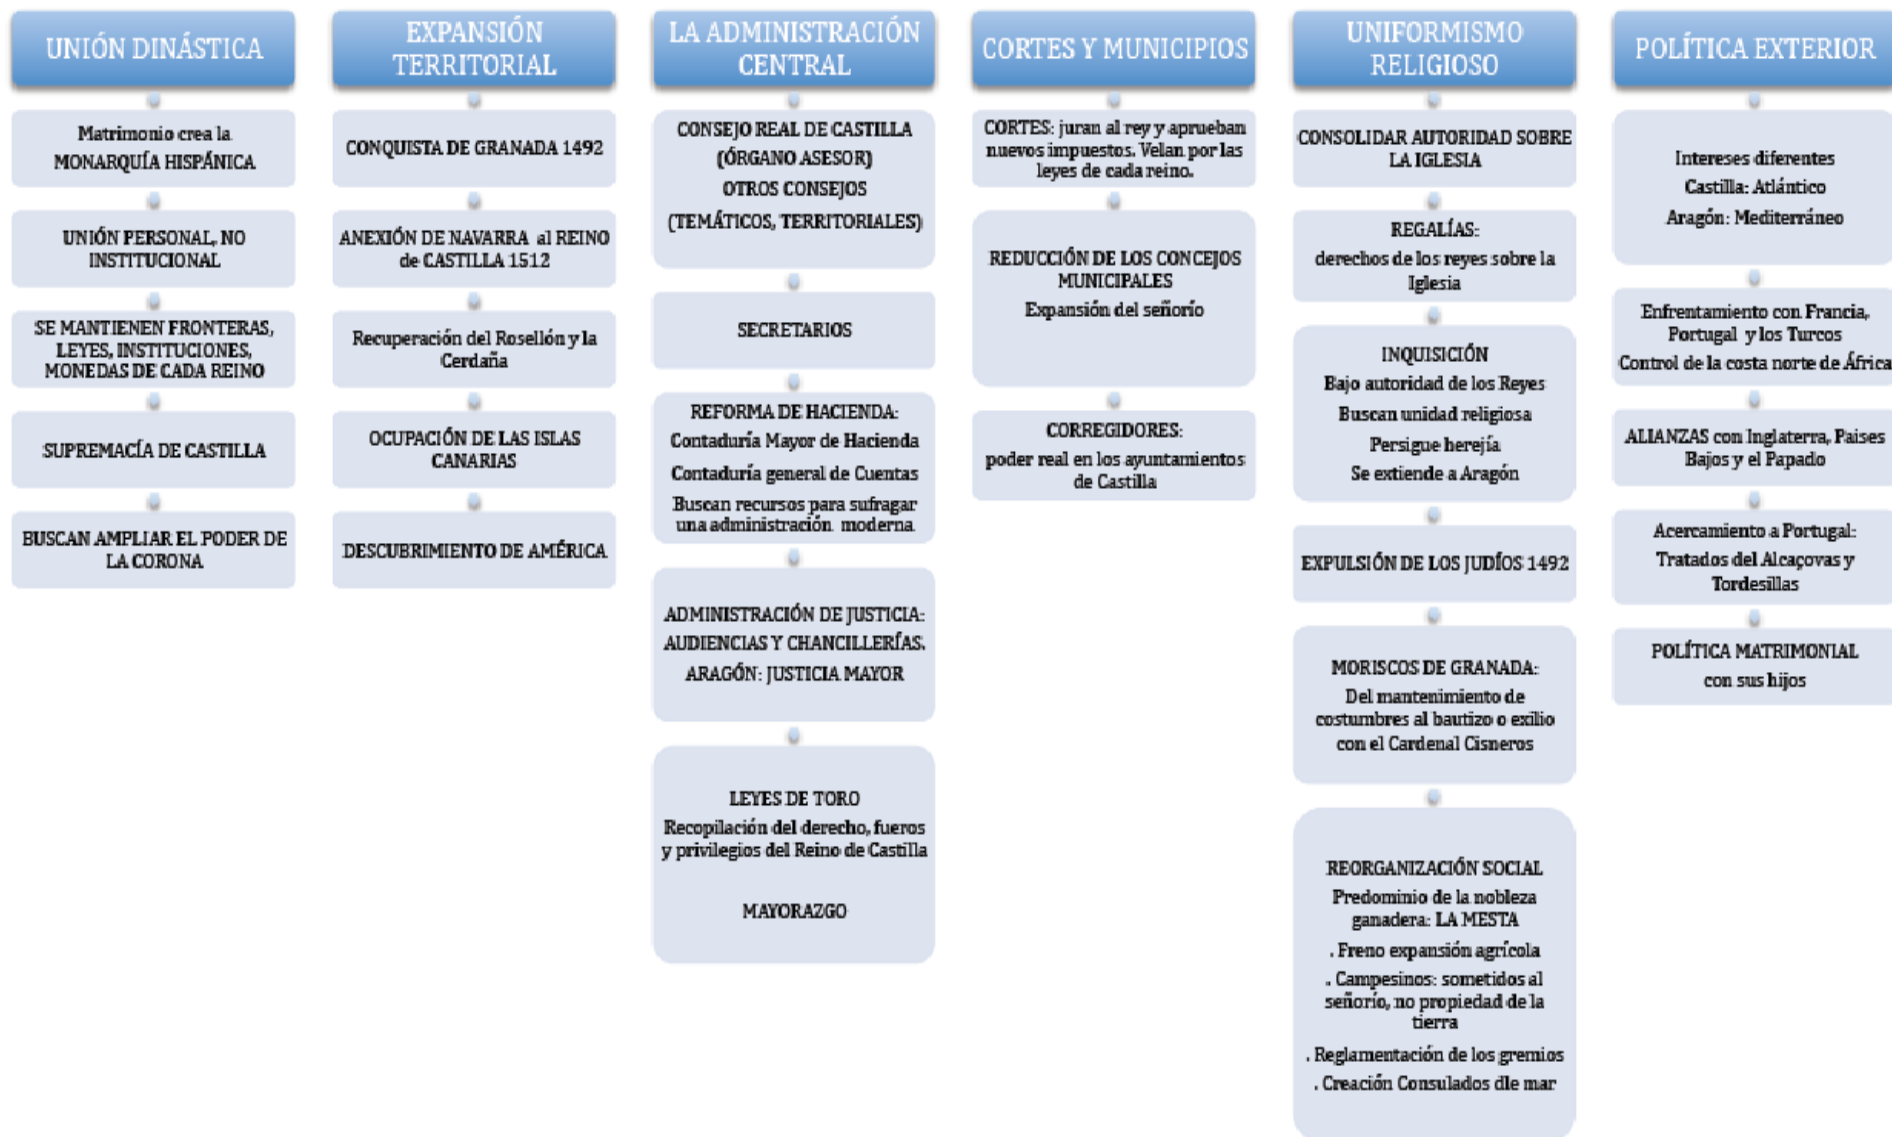 UNIÓN DINÁSTICA
Matrimonio crea la
MONARQUÍA HISPÁNICA
UNIÓN PERSONAL, NO
INSTITUCIONAL
SE MANTIENEN FRONTERAS,
LEYES, INSTITUCIONES,
MONEDAS DE CADA REINO
SUPREMACÍA DE CASTILLA
BUSCAN AMPLIAR EL PODER DE
LA CORONA
EXPANSIÓN
TERRITORIAL
CONQUISTA DE GRANADA 1492
ANEXIÓN DE NAVARRA al REINO
de CASTILLA 1512
Recuperación del Rosellón y la
Cerdaña
OCUPACIÓN DE LAS ISLAS
CANARIAS
DESCUBRIMIENTO DE AMÉRICA
LA ADMINISTRACIÓN
CENTRAL
CONSEJO REAL DE CASTILLA
(ÓRGANO ASESOR)
OTROS CONSEJOS
(TEMÁTICOS, TERRITORIALES)
SECRETARIOS
REFORMA DE HACIENDA:
Contaduría Mayor de Hacienda
Contaduría general de Cuentas
Buscan recursos para sufragar
una administración moderna
ADMINISTRACIÓN DE JUSTICIA:
AUDIENCIAS Y CHANCILLERÍAS.
ARAGÓN: JUSTICIA MAYOR
LEYES DE TORO
Recopilación del derecho, fueros
y privilegios del Reino de Castilla
MAYORAZGO
CORTES Y MUNICIPIOS
CORTES: juran al rey y aprueban
nuevos impuestos. Velan por las
leyes de cada reino.
REDUCCIÓN DE LOS CONCEJOS
MUNICIPALES
Expansión del señorío
CORREGIDORES:
poder real en los ayuntamientos
de Castilla
UNIFORMISMO
RELIGIOSO
CONSOLIDAR AUTORIDAD SOBRE
LA IGLESIA
REGALÍAS:
derechos de los reyes sobre la
Iglesia
INQUISICIÓN
Bajo autoridad de los Reyes
Buscan unidad religiosa
Persigue herejía
Se extiende a Aragón
EXPULSIÓN DE LOS JUDÍOS 1492
MORISCOS DE GRANADA:
Del mantenimiento de
costumbres al bautizo o exilio
con el Cardenal Cisneros
REORGANIZACIÓN SOCIAL
Predominio de la nobleza
ganadera: LA MESTA
. Freno expansión agrícola
. Campesinos: sometidos al
señorío, no propiedad de la
tierra
. Reglamentación de los gremios
. Creación Consulados dle mar
POLÍTICA EXTERIOR
Intereses diferentes
Castilla: Atlántico
Aragón: Mediterráneo
Enfrentamiento con Francia,
Portugal y los Turcos
Control de la costa norte de África
ALIANZAS con Inglaterra, Paises
Bajos y el Papado
Acercamiento a Portugal:
Tratados del Alcaçovas y
Tordesillas
POLÍTICA MATRIMONIAL
con sus hijos